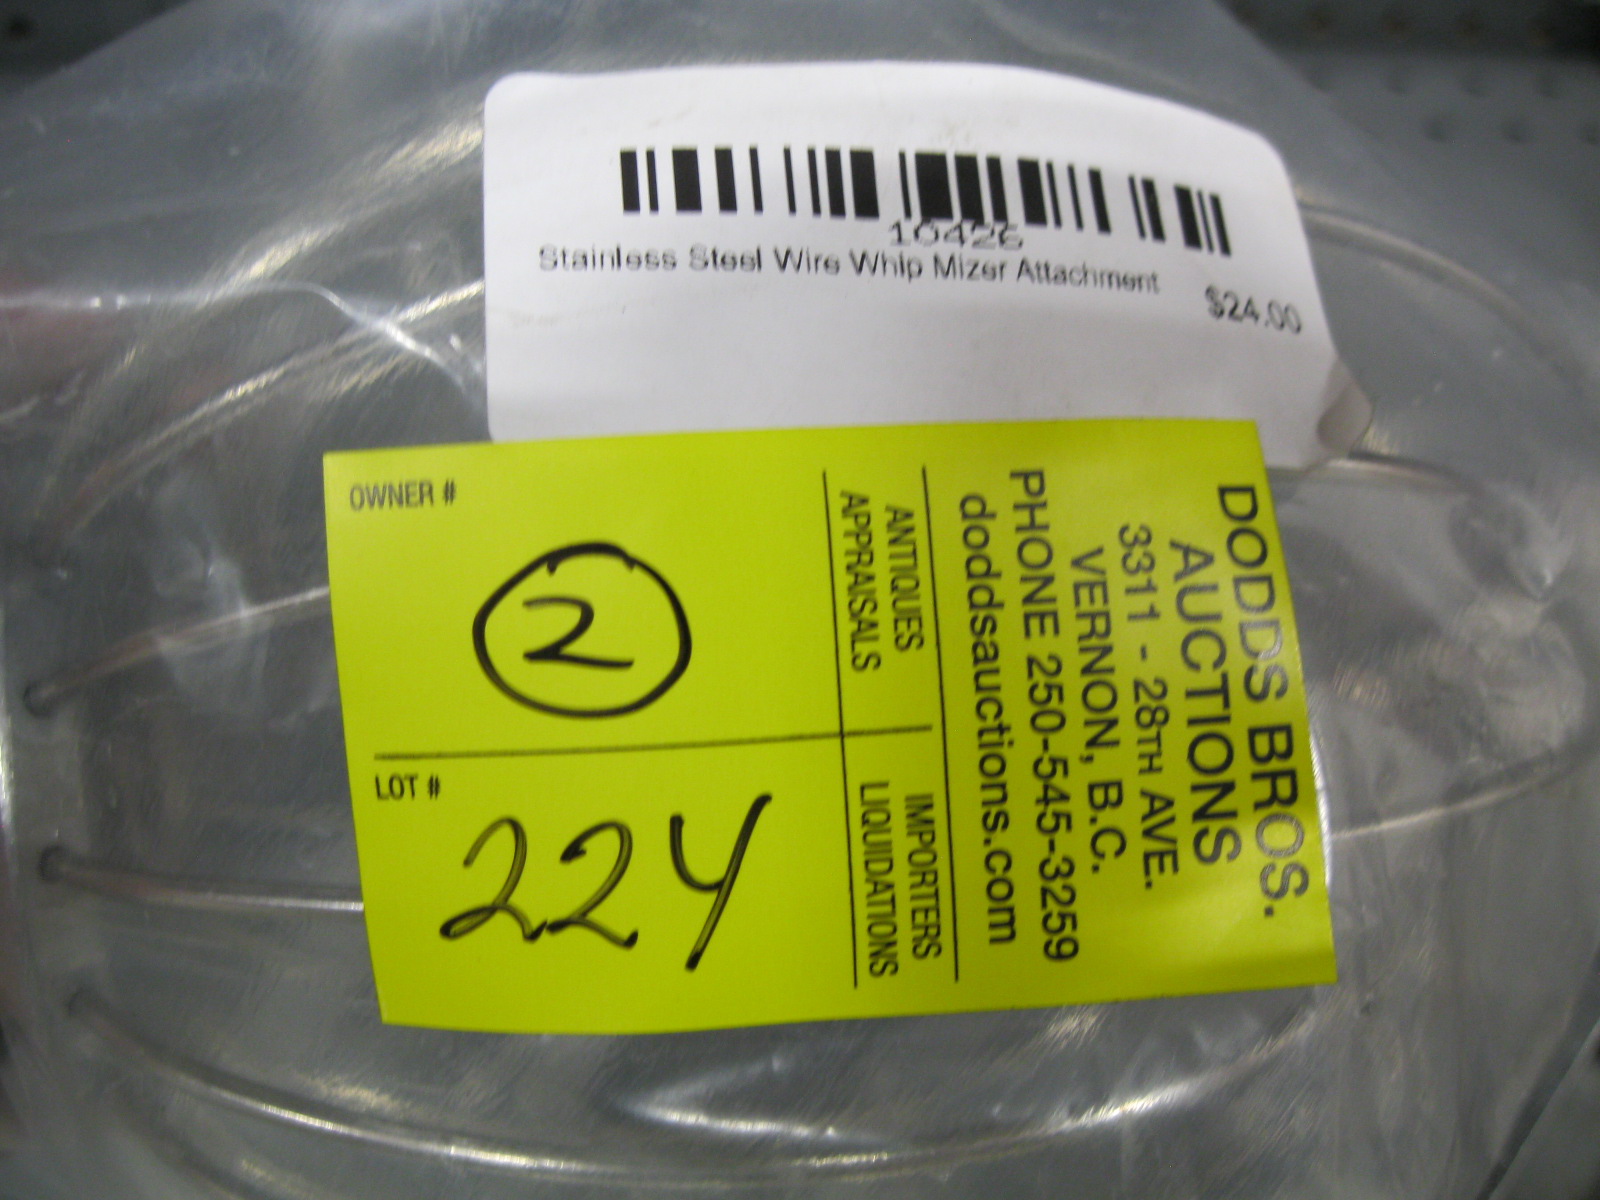 10426
Stainless Steel Wire Whip Mizer Attachment
$24.00
DODDS BROS.
AUCTIONS
3311 - 28TH AVE.
VERNON, B.C.
PHONE 250-545-3259
doddsauctions.com
ANTIQUES
APPRAISALS
IMPORTERS
LIQUIDATIONS
OWNER #
2
LOT #
224